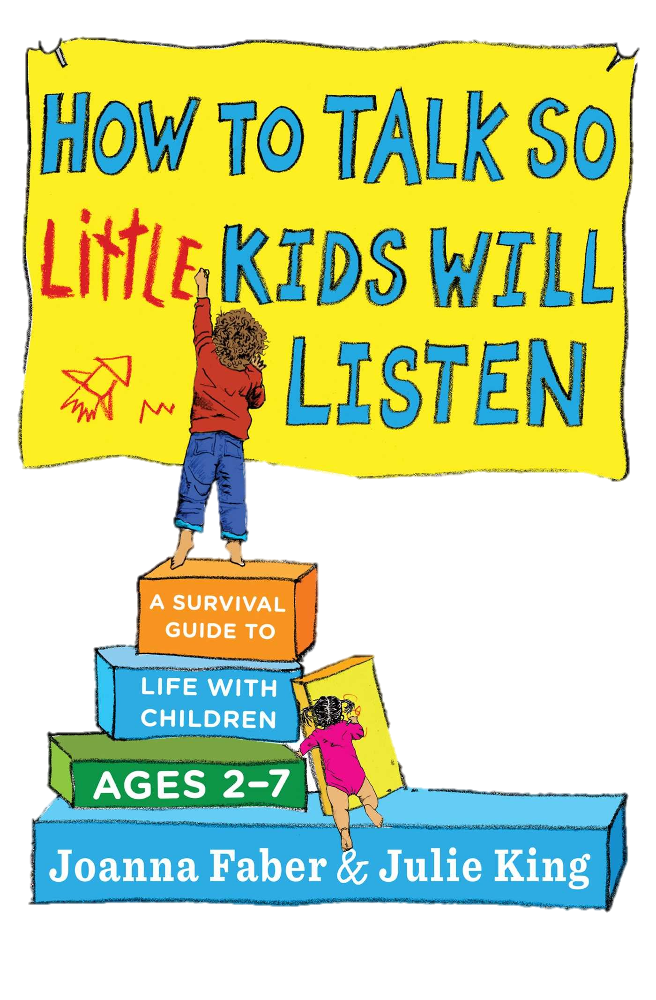 HOW TO TALK SO
LittLE KIDS WILL
LISTEN
A SURVIVAL
GUIDE TO
LIFE WITH
CHILDREN
AGES 2–7
Joanna Faber & Julie King